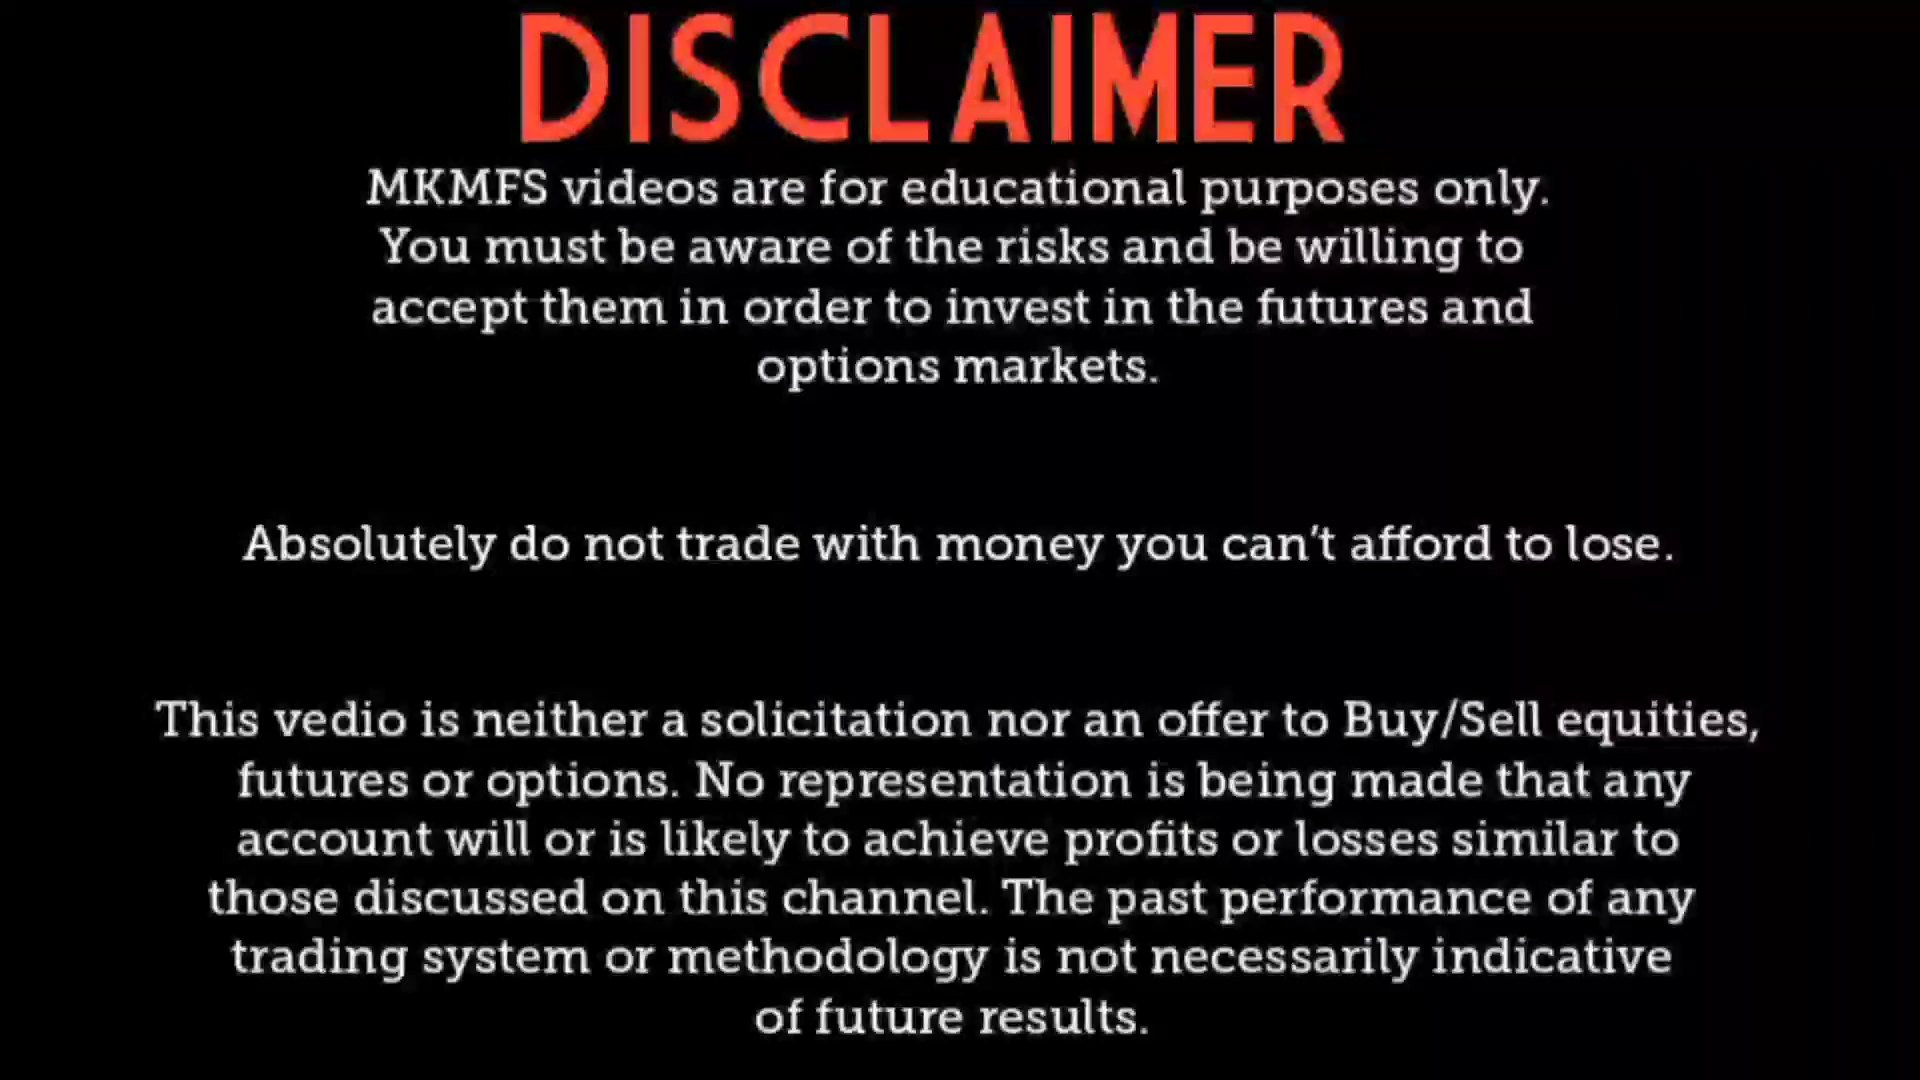 DISCLAIMER
MKMFS videos are for educational purposes only.
You must be aware of the risks and be willing to
accept them in order to invest in the futures and
options markets.
Absolutely do not trade with money you can't afford to lose.
This vedio is neither a solicitation nor an offer to Buy/Sell equities,
futures or options. No representation is being made that any
account will or is likely to achieve profits or losses similar to
those discussed on this channel. The past performance of any
trading system or methodology is not necessarily indicative
of future results.